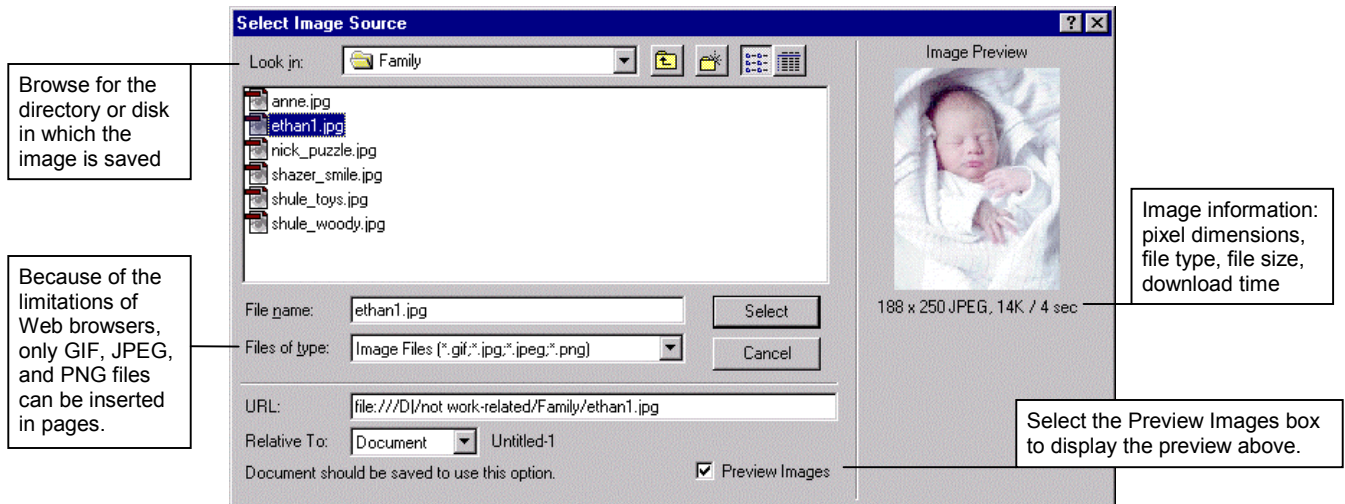 Select Image Source
Look in:
Family
anne.jpg
ethan1.jpg
nick_puzzle.jpg
shazer_smile.jpg
shule_toys.jpg
shule_woody.jpg
File name:
ethan1.jpg
Select
Files of type:
Image Files (*.gif;*.jpg;*.jpeg;*.png)
Cancel
URL:
file:///D|/not work-related/Family/ethan1.jpg
Relative To:
Document
Untitled-1
Document should be saved to use this option.
Preview Images
Image Preview
188 x 250 JPEG, 14K / 4 sec
Browse for the
directory or disk
in which the
image is saved
Because of the
limitations of
Web browsers,
only GIF, JPEG,
and PNG files
can be inserted
in pages.
Image information:
pixel dimensions,
file type, file size,
download time
Select the Preview Images box
to display the preview above.